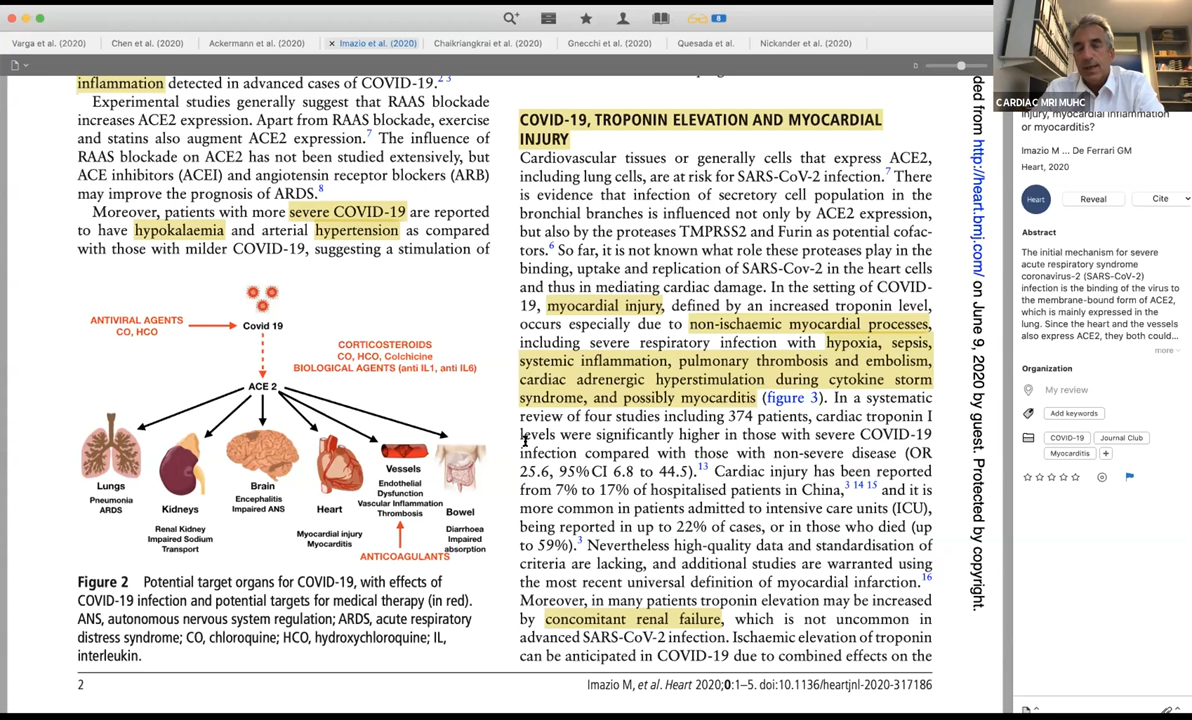 8
Varga et al. (2020)
Chen et al. (2020)
Ackermann et al. (2020)
× Imazio et al. (2020)
Chaikriangkrai et al. (2020)
Gnecchi et al. (2020)
Quesada et al.
Nickander et al. (2020)
CARDIAC MRI MUHC
inflammation detected in advanced cases of COVID-19.2 3
Experimental studies generally suggest that RAAS blockade
increases ACE2 expression. Apart from RAAS blockade, exercise
and statins also augment ACE2 expression.7 The influence of
RAAS blockade on ACE2 has not been studied extensively, but
ACE inhibitors (ACEI) and angiotensin receptor blockers (ARB)
may improve the prognosis of ARDS.8
Moreover, patients with more severe COVID-19 are reported
to have hypokalaemia and arterial hypertension as compared
with those with milder COVID-19, suggesting a stimulation of
ANTIVIRAL AGENTS
CO, HCO
Covid 19
CORTICOSTEROIDS
CO, HCO, Colchicine
BIOLOGICAL AGENTS (anti IL1, anti IL6)
ACE 2
Lungs
Pneumonia
ARDS
Kidneys
Renal Kidney
Impaired Sodium
Transport
Brain
Encephalitis
Impaired ANS
Heart
Myocardial injury
Myocarditis
Vessels
Endothelial
Dysfunction
Vascular Inflammation
Thrombosis
ANTICOAGULANTS
Bowel
Diarrhoea
Impaired
absorption
Figure 2 Potential target organs for COVID-19, with effects of
COVID-19 infection and potential targets for medical therapy (in red).
ANS, autonomous nervous system regulation; ARDS, acute respiratory
distress syndrome; CO, chloroquine; HCO, hydroxychloroquine; IL,
interleukin.
COVID-19, TROPONIN ELEVATION AND MYOCARDIAL
INJURY
Cardiovascular tissues or generally cells that express ACE2,
including lung cells, are at risk for SARS-CoV-2 infection.7 There
is evidence that infection of secretory cell population in the
bronchial branches is influenced not only by ACE2 expression,
but also by the proteases TMPRSS2 and Furin as potential cofac-
tors.6 So far, it is not known what role these proteases play in the
binding, uptake and replication of SARS-Cov-2 in the heart cells
and thus in mediating cardiac damage. In the setting of COVID-
19, myocardial injury, defined by an increased troponin level,
occurs especially due to non-ischaemic myocardial processes,
including severe respiratory infection with hypoxia, sepsis,
systemic inflammation, pulmonary thrombosis and embolism,
cardiac adrenergic hyperstimulation during cytokine storm
syndrome, and possibly myocarditis (figure 3). In a systematic
review of four studies including 374 patients, cardiac troponin I
levels were significantly higher in those with severe COVID-19
infection compared with those with non-severe disease (OR
25.6, 95% CI 6.8 to 44.5).13 Cardiac injury has been reported
from 7% to 17% of hospitalised patients in China,3 14 15 and it is
more common in patients admitted to intensive care units (ICU),
being reported in up to 22% of cases, or in those who died (up
to 59%).3 Nevertheless high-quality data and standardisation of
criteria are lacking, and additional studies are warranted using
the most recent universal definition of myocardial infarction.16
Moreover, in many patients troponin elevation may be increased
by concomitant renal failure, which is not uncommon in
advanced SARS-CoV-2 infection. Ischaemic elevation of troponin
can be anticipated in COVID-19 due to combined effects on the
2
Imazio M, et al. Heart 2020;0:1–5. doi:10.1136/heartjnl-2020-317186
ded from http://heart.bmj.com/ on June 9, 2020 by guest. Protected by copyright.
injury, myocardial inflammation
or myocarditis?
Imazio M ... De Ferrari GM
Heart, 2020
Heart
Reveal
Cite
Abstract
The initial mechanism for severe
acute respiratory syndrome
coronavirus-2 (SARS-CoV-2)
infection is the binding of the virus to
the membrane-bound form of ACE2,
which is mainly expressed in the
lung. Since the heart and the vessels
also express ACE2, they both could...
more
Organization
My review
Add keywords
COVID-19
Journal Club
Myocarditis
+